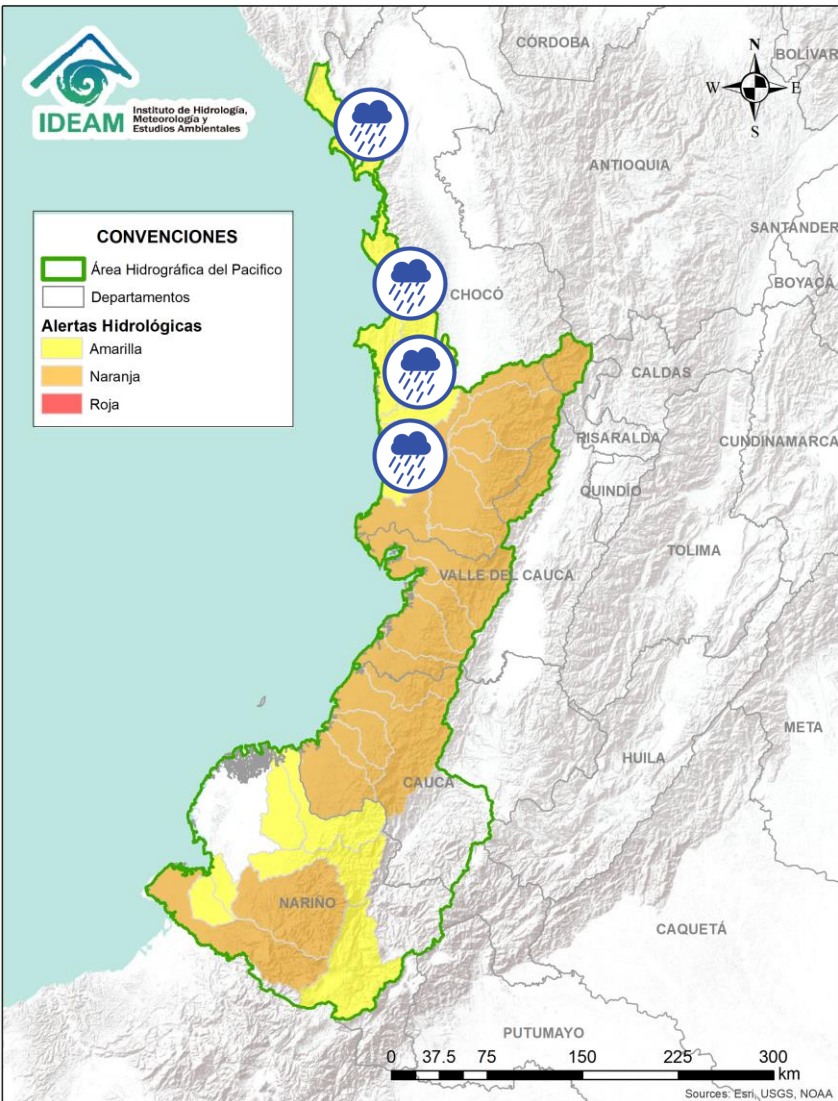 IDEAM
Instituto de Hidrología,
Meteorología y
Estudios Ambientales
CONVENCIONES
Área Hidrográfica del Pacifico
Departamentos
Alertas Hidrológicas
Amarilla
Naranja
Roja
N
W E
S
CÓRDOBA
BOLÍVAR
ANTIOQUIA
SANTANDER
BOYACÁ
CHOCÓ
CALDAS
RISARALDA
CUNDINAMARCA
QUINDÍO
TOLIMA
VALLE DEL CAUCA
META
HUILA
CAUCA
NARIÑO
CAQUETÁ
PUTUMAYO
0 37.5 75 150 225 300
km
Sources: Esri, USGS, NOAA